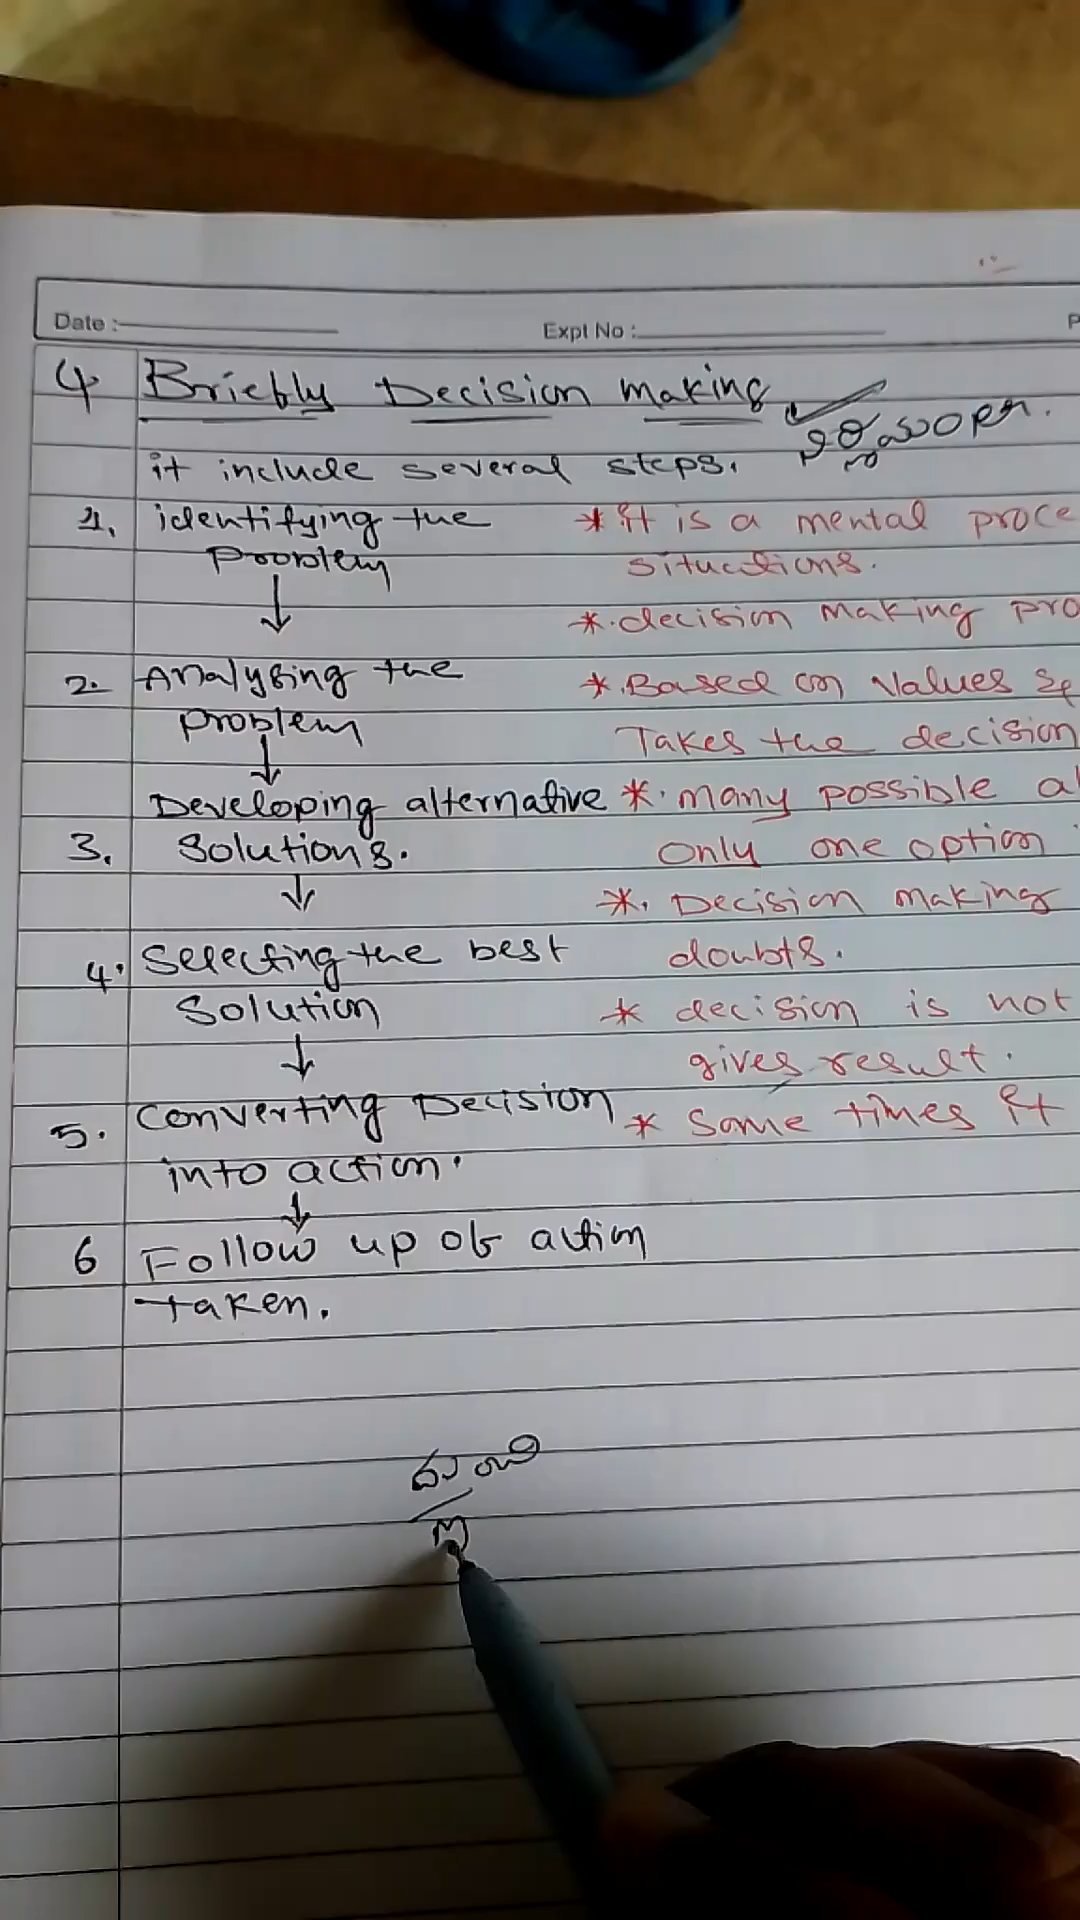 Date :
Expt No :
P
4 Briefly Decision making
it include several steps.
1. identifying the
problem
↓
2. Analysing the
problem
↓
Developing alternative
3. Solutions.
↓
4. Selecting the best
Solution
↓
5. Converting Decision
into action.
↓
6 Follow up of action
taken.
* it is a mental proce
situations.
*. decision making pro
*. Based on values
Takes the decision
*. many possible al
Only one option
*. Decision making
doubts.
* decision is not
gives result.
* Some times it